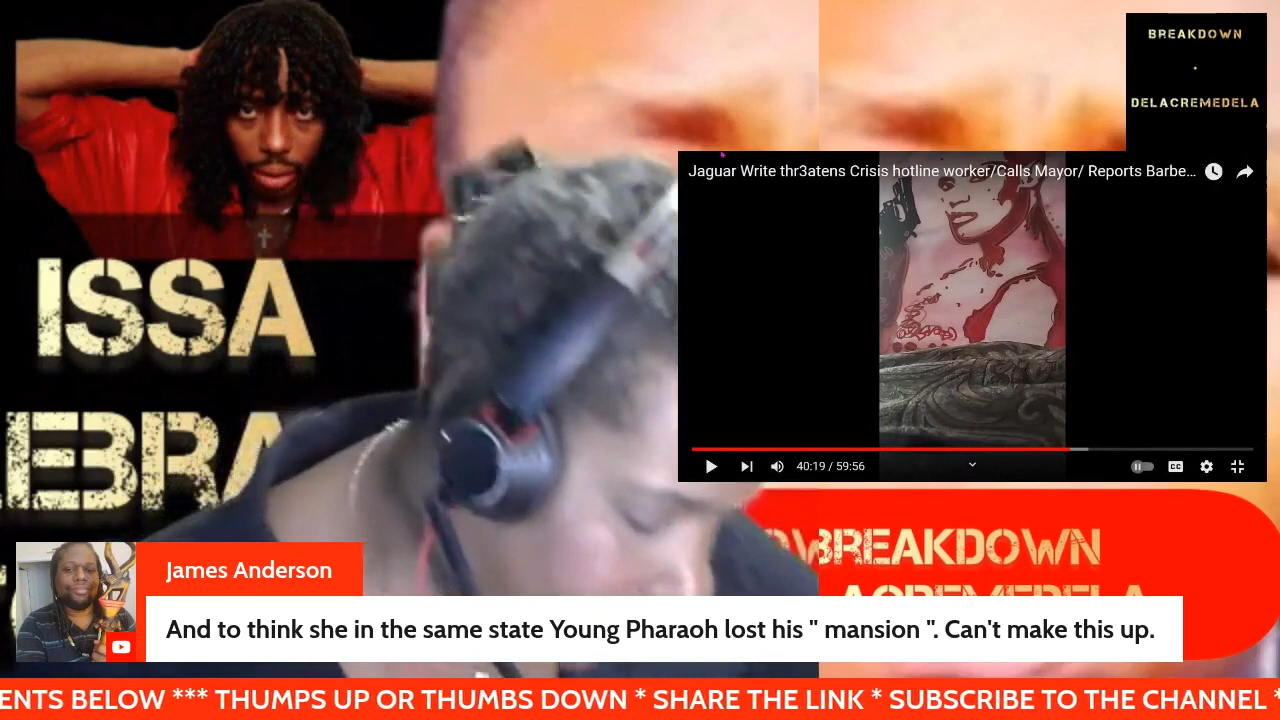 BREAKDOWN
DELACREMEDELA
Jaguar Write thr3atens Crisis hotline worker/Calls Mayor/ Reports Barbe...
ISSA
EBRA
40:19 / 59:56
CC
BREAKDOWN
James Anderson
And to think she in the same state Young Pharaoh lost his " mansion ". Can't make this up.
ENTS BELOW *** THUMPS UP OR THUMBS DOWN * SHARE THE LINK * SUBSCRIBE TO THE CHANNEL *